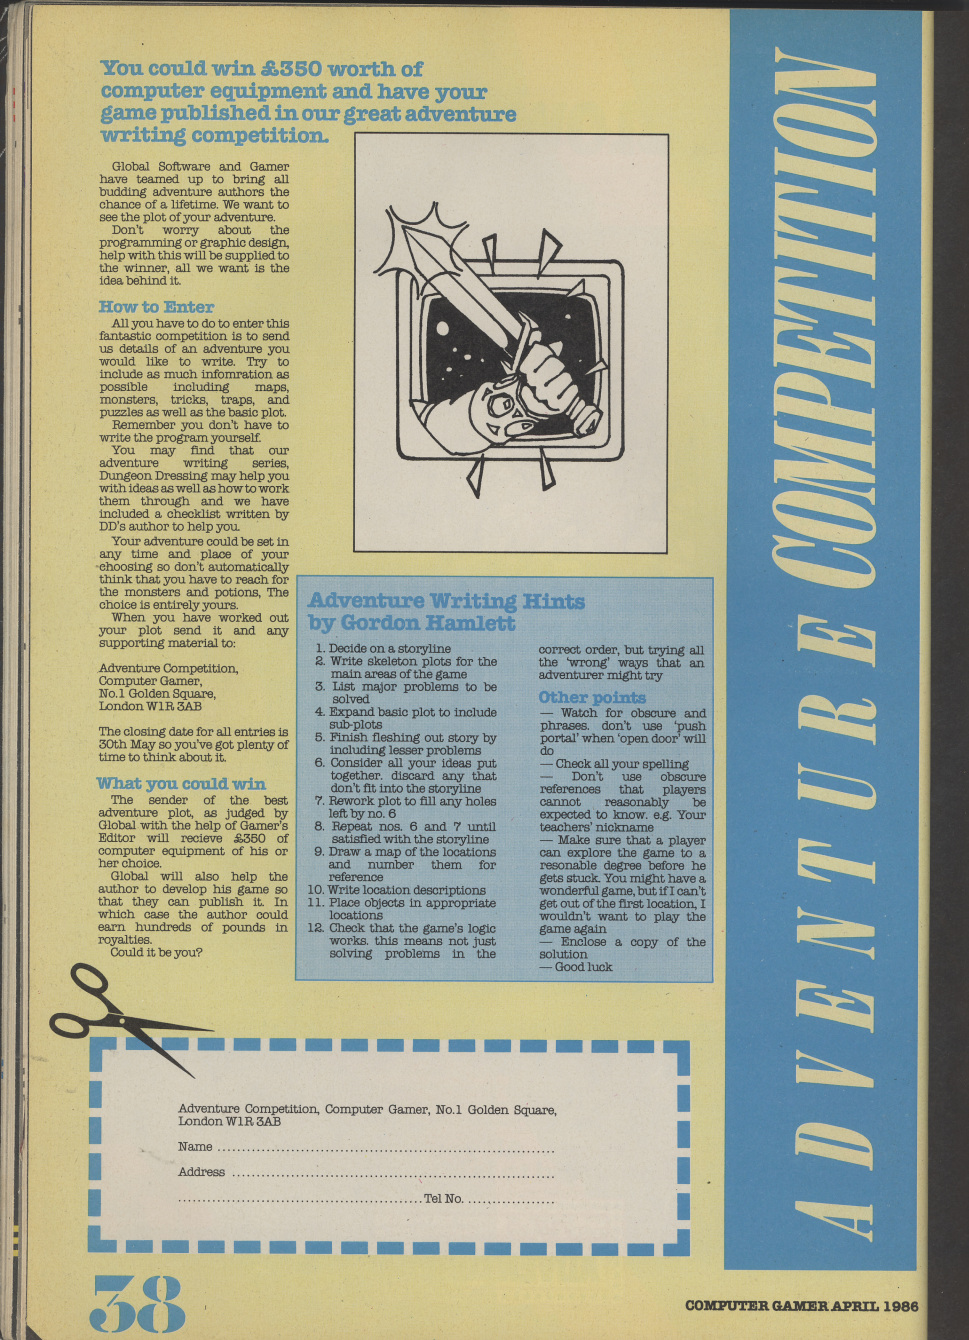 You could win £350 worth of
computer equipment and have your
game published in our great adventure
writing competition.
Global Software and Gamer
have teamed up to bring all
budding adventure authors the
chance of a lifetime. We want to
see the plot of your adventure.
Don't worry about the
programming or graphic design,
help with this will be supplied to
the winner, all we want is the
idea behind it.
How to Enter
All you have to do to enter this
fantastic competition is to send
us details of an adventure you
would like to write. Try to
include as much infomration as
possible including maps,
monsters, tricks, traps, and
puzzles as well as the basic plot.
Remember you don't have to
write the program yourself.
You may find that our
adventure writing series,
Dungeon Dressing may help you
with ideas as well as how to work
them through and we have
included a checklist written by
DD's author to help you.
Your adventure could be set in
any time and place of your
choosing so don't automatically
think that you have to reach for
the monsters and potions, The
choice is entirely yours.
When you have worked out
your plot send it and any
supporting material to:
Adventure Competition,
Computer Gamer,
No.1 Golden Square,
London W1R 3AB
The closing date for all entries is
30th May so you've got plenty of
time to think about it.
What you could win
The sender of the best
adventure plot, as judged by
Global with the help of Gamer's
Editor will recieve £350 of
computer equipment of his or
her choice.
Global will also help the
author to develop his game so
that they can publish it. In
which case the author could
earn hundreds of pounds in
royalties.
Could it be you?
Adventure Writing Hints
by Gordon Hamlett
1. Decide on a storyline
2. Write skeleton plots for the
main areas of the game
3. List major problems to be
solved
4. Expand basic plot to include
sub-plots
5. Finish fleshing out story by
including lesser problems
6. Consider all your ideas put
together. discard any that
don't fit into the storyline
7. Rework plot to fill any holes
left by no. 6
8. Repeat nos. 6 and 7 until
satisfied with the storyline
9. Draw a map of the locations
and number them for
reference
10. Write location descriptions
11. Place objects in appropriate
locations
12. Check that the game's logic
works. this means not just
solving problems in the
correct order, but trying all
the 'wrong' ways that an
adventurer might try
Other points
— Watch for obscure and
phrases. don't use 'push
portal' when 'open door' will
do
— Check all your spelling
— Don't use obscure
references that players
cannot reasonably be
expected to know. e.g. Your
teachers' nickname
— Make sure that a player
can explore the game to a
resonable degree before he
gets stuck. You might have a
wonderful game, but if I can't
get out of the first location, I
wouldn't want to play the
game again
— Enclose a copy of the
solution
— Good luck
ADVENTURE COMPETITION
Adventure Competition, Computer Gamer, No.1 Golden Square,
London W1R 3AB
Name
Address
Tel No.
38
COMPUTER GAMER APRIL 1986